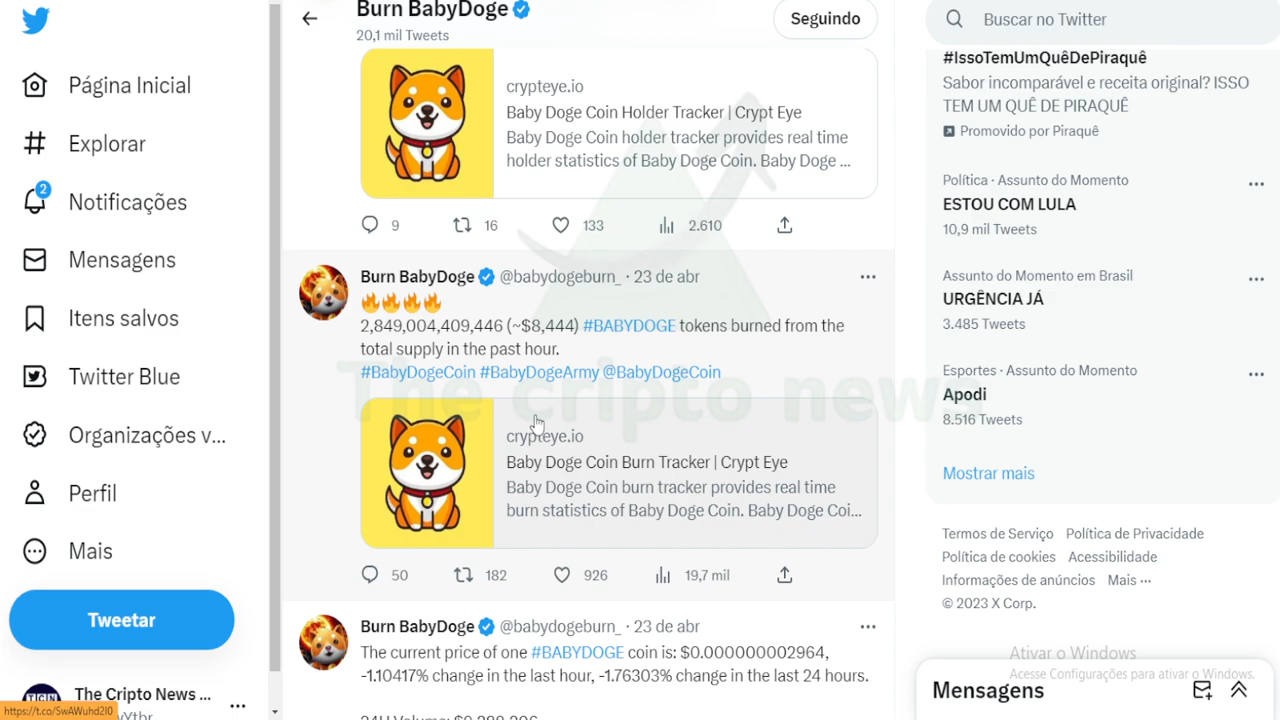 Página Inicial
Explorar
2
Notificações
Mensagens
Itens salvos
Twitter Blue
Organizações v...
Perfil
Mais
Tweetar
The Cripto News ...
https://t.co/SwAWuhd2I0
Burn BabyDoge
20,1 mil Tweets
Seguindo
crypteye.io
Baby Doge Coin Holder Tracker | Crypt Eye
Baby Doge Coin holder tracker provides real time
holder statistics of Baby Doge Coin. Baby Doge ...
9 16 133 2.610
Burn BabyDoge @babydogeburn_ · 23 de abr
🔥🔥🔥🔥
2,849,004,409,446 (~$8,444) #BABYDOGE tokens burned from the
total supply in the past hour.
#BabyDogeCoin #BabyDogeArmy @BabyDogeCoin
crypteye.io
Baby Doge Coin Burn Tracker | Crypt Eye
Baby Doge Coin burn tracker provides real time
burn statistics of Baby Doge Coin. Baby Doge Coi...
50 182 926 19,7 mil
Burn BabyDoge @babydogeburn_ · 23 de abr
The current price of one #BABYDOGE coin is: $0.000000002964,
-1.10417% change in the last hour, -1.76303% change in the last 24 hours.
The cripto news
Buscar no Twitter
#IssoTemUmQuêDePiraquê
Sabor incomparável e receita original? ISSO
TEM UM QUÊ DE PIRAQUÊ
Promovido por Piraquê
Política · Assunto do Momento
ESTOU COM LULA
10,9 mil Tweets
Assunto do Momento em Brasil
URGÊNCIA JÁ
3.485 Tweets
Esportes · Assunto do Momento
Apodi
8.516 Tweets
Mostrar mais
Termos de Serviço Política de Privacidade
Política de cookies Acessibilidade
Informações de anúncios Mais ···
© 2023 X Corp.
Ativar o Windows
Acesse Configurações para ativar o Windows.
Mensagens